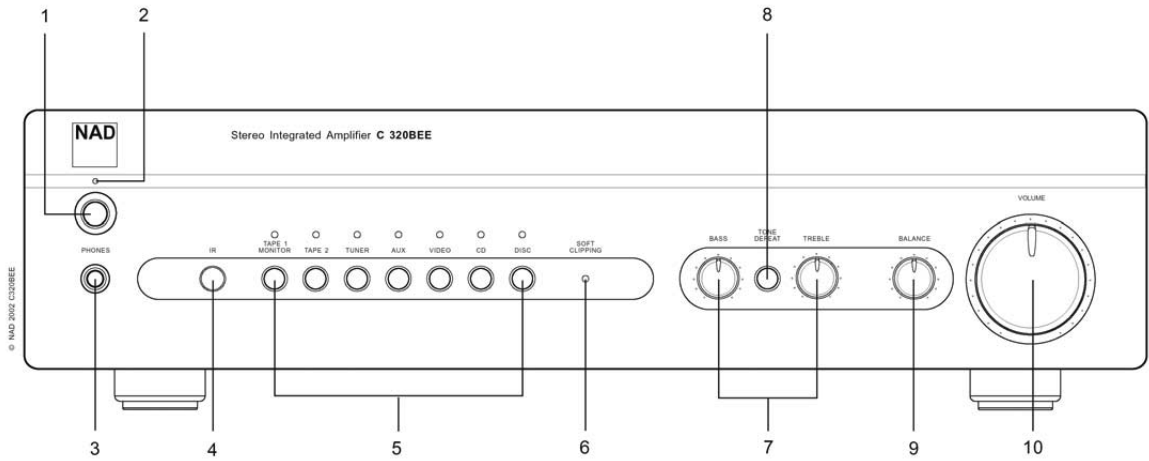 1 2 8
NAD
Stereo Integrated Amplifier C 320BEE
VOLUME
PHONES
IR
TAPE 1
MONITOR
TAPE 2
TUNER
AUX
VIDEO
CD
DISC
SOFT
CLIPPING
BASS
TONE
DEFEAT
TREBLE
BALANCE
© NAD 2002 C320BEE
3 4 5 6 7 9 10